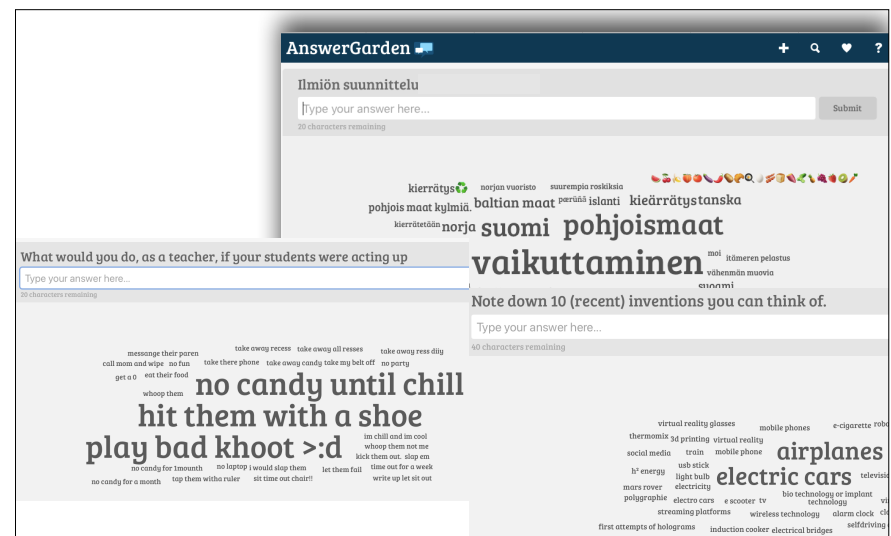 AnswerGarden
Ilmiön suunnittelu
Type your answer here...
Submit
20 characters remaining
kierrätys♻ norjan vuoristo suurempia roskiksia
pohjois maat kylmiä. baltian maat pærüñā islanti kieärrätys tanska
kierrätetään norja suomi pohjoismaat
vaikuttaminen moi itämeren pelastus
vähenmän muovia
suogmi
What would you do, as a teacher, if your students were acting up
Type your answer here...
20 characters remaining
messange their paren take away recess take away all resses take away ress diiy
call mom and wipe no fun take there phone take away candy take my belt off no party
get a 0 eat their food
whoop them no candy until chill
hit them with a shoe
play bad khoot >:d im chill and im cool
whoop them not me
kick them out. slap em
no candy for 1mounth no laptop i would slap them let them fail time out for a week
no candy for a month tap them witha ruler sit time out chair!! write up let sit out
Note down 10 (recent) inventions you can think of.
Type your answer here...
40 characters remaining
virtual reality glasses mobile phones e-cigarette
thermomix 3d printing virtual reality
social media train mobile phone airplanes
usb stick
h² energy light bulb electric cars
mars rover electricity
polygraphie electro cars e scooter tv bio technology or implant
technology
streaming platforms wireless technology alarm clock
first attempts of holograms induction cooker electrical bridges